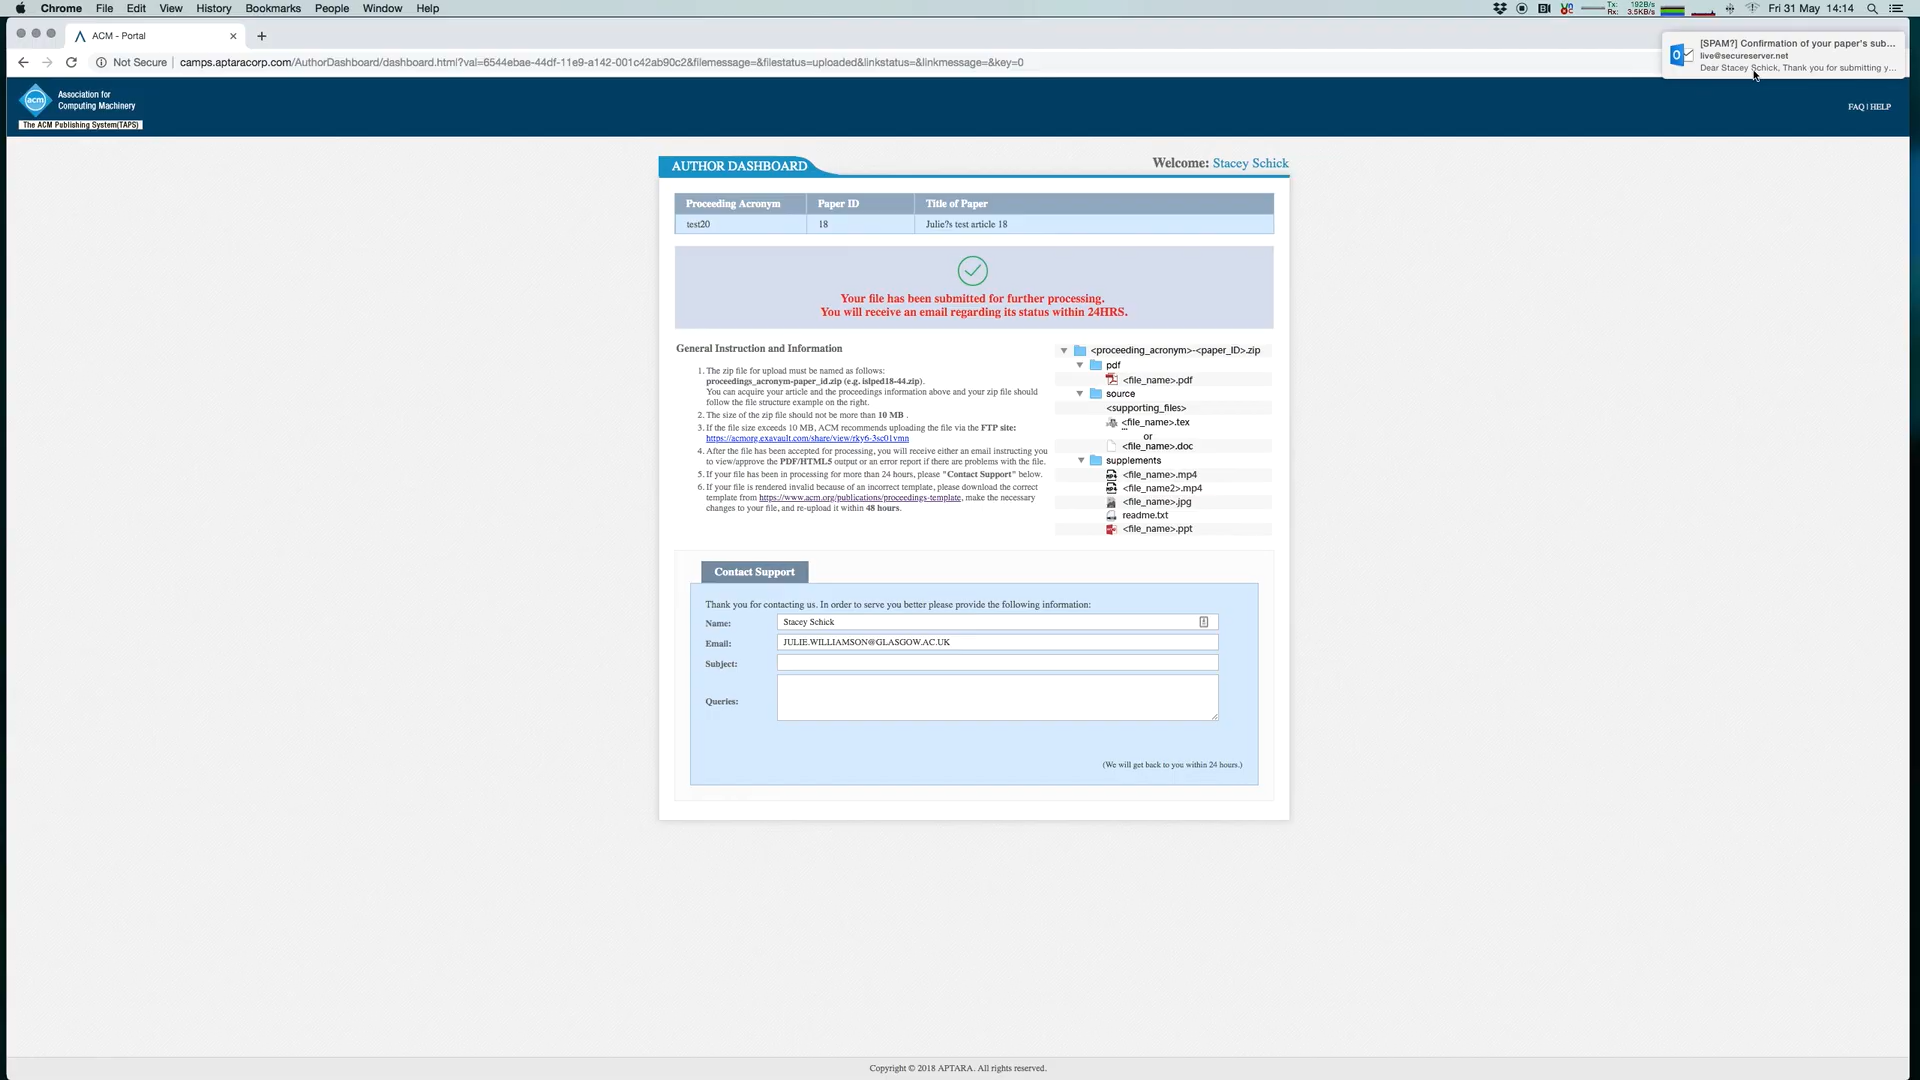 Chrome File Edit View History Bookmarks People Window Help
Tx: 192B/s
Rx: 3.5KB/s
Fri 31 May 14:14
ACM - Portal
Not Secure | camps.aptaracorp.com/AuthorDashboard/dashboard.html?val=6544ebae-44df-11e9-a142-001c42ab90c2&filemessage=&filestatus=uploaded&linkstatus=&linkmessage=&key=0
[SPAM?] Confirmation of your paper's sub...
live@secureserver.net
Dear Stacey Schick, Thank you for submitting y...
acm
Association for
Computing Machinery
The ACM Publishing System(TAPS)
FAQ | HELP
AUTHOR DASHBOARD
Welcome: Stacey Schick
Proceeding Acronym Paper ID Title of Paper
test20 18 Julie?s test article 18
Your file has been submitted for further processing.
You will receive an email regarding its status within 24HRS.
General Instruction and Information
1. The zip file for upload must be named as follows:
proceedings_acronym-paper_id.zip (e.g. islped18-44.zip).
You can acquire your article and the proceedings information above and your zip file should
follow the file structure example on the right.
2. The size of the zip file should not be more than 10 MB .
3. If the file size exceeds 10 MB, ACM recommends uploading the file via the FTP site:
https://acmorg.exavault.com/share/view/rky6-3sc01vmn
4. After the file has been accepted for processing, you will receive either an email instructing you
to view/approve the PDF/HTML5 output or an error report if there are problems with the file.
5. If your file has been in processing for more than 24 hours, please "Contact Support" below.
6. If your file is rendered invalid because of an incorrect template, please download the correct
template from https://www.acm.org/publications/proceedings-template, make the necessary
changes to your file, and re-upload it within 48 hours.
<proceeding_acronym>-<paper_ID>.zip
pdf
<file_name>.pdf
source
<supporting_files>
<file_name>.tex
or
<file_name>.doc
supplements
<file_name>.mp4
<file_name2>.mp4
<file_name>.jpg
readme.txt
<file_name>.ppt
Contact Support
Thank you for contacting us. In order to serve you better please provide the following information:
Name: Stacey Schick
Email: JULIE.WILLIAMSON@GLASGOW.AC.UK
Subject:
Queries:
(We will get back to you within 24 hours.)
Copyright © 2018 APTARA. All rights reserved.